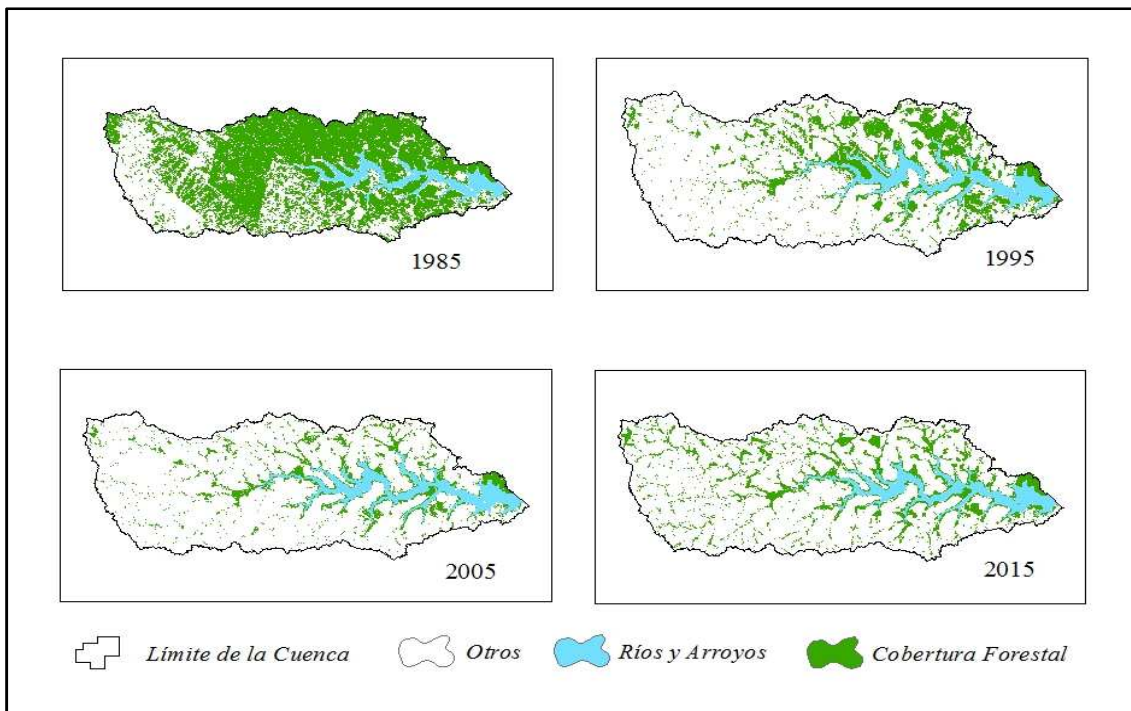 1985
1995
2005
2015
Límite de la Cuenca
Otros
Ríos y Arroyos
Cobertura Forestal